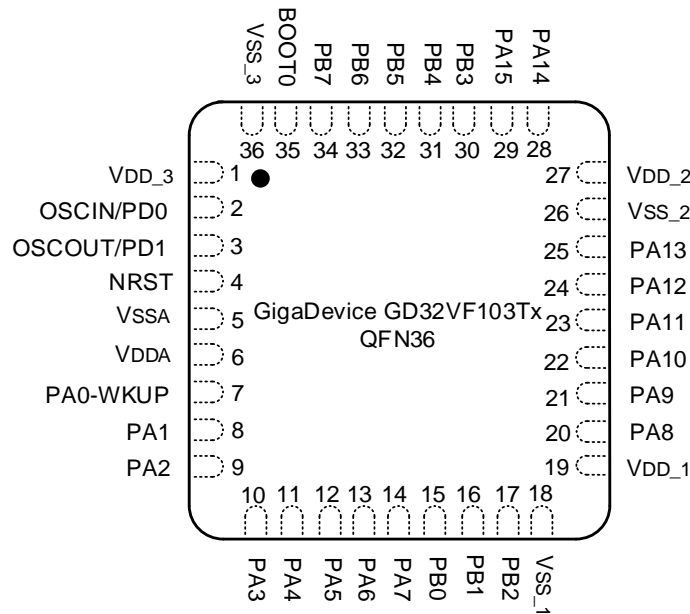 VSS_3 BOOT0 PB7 PB6 PB5 PB4 PB3 PA15 PA14
36 35 34 33 32 31 30 29 28
VDD_3 1
OSCIN/PD0 2
OSCOUT/PD1 3
NRST 4
VSSA 5
VDDA 6
PA0-WKUP 7
PA1 8
PA2 9
GigaDevice GD32VF103Tx
QFN36
27 VDD_2
26 VSS_2
25 PA13
24 PA12
23 PA11
22 PA10
21 PA9
20 PA8
19 VDD_1
10 11 12 13 14 15 16 17 18
PA3 PA4 PA5 PA6 PA7 PB0 PB1 PB2 VSS_1